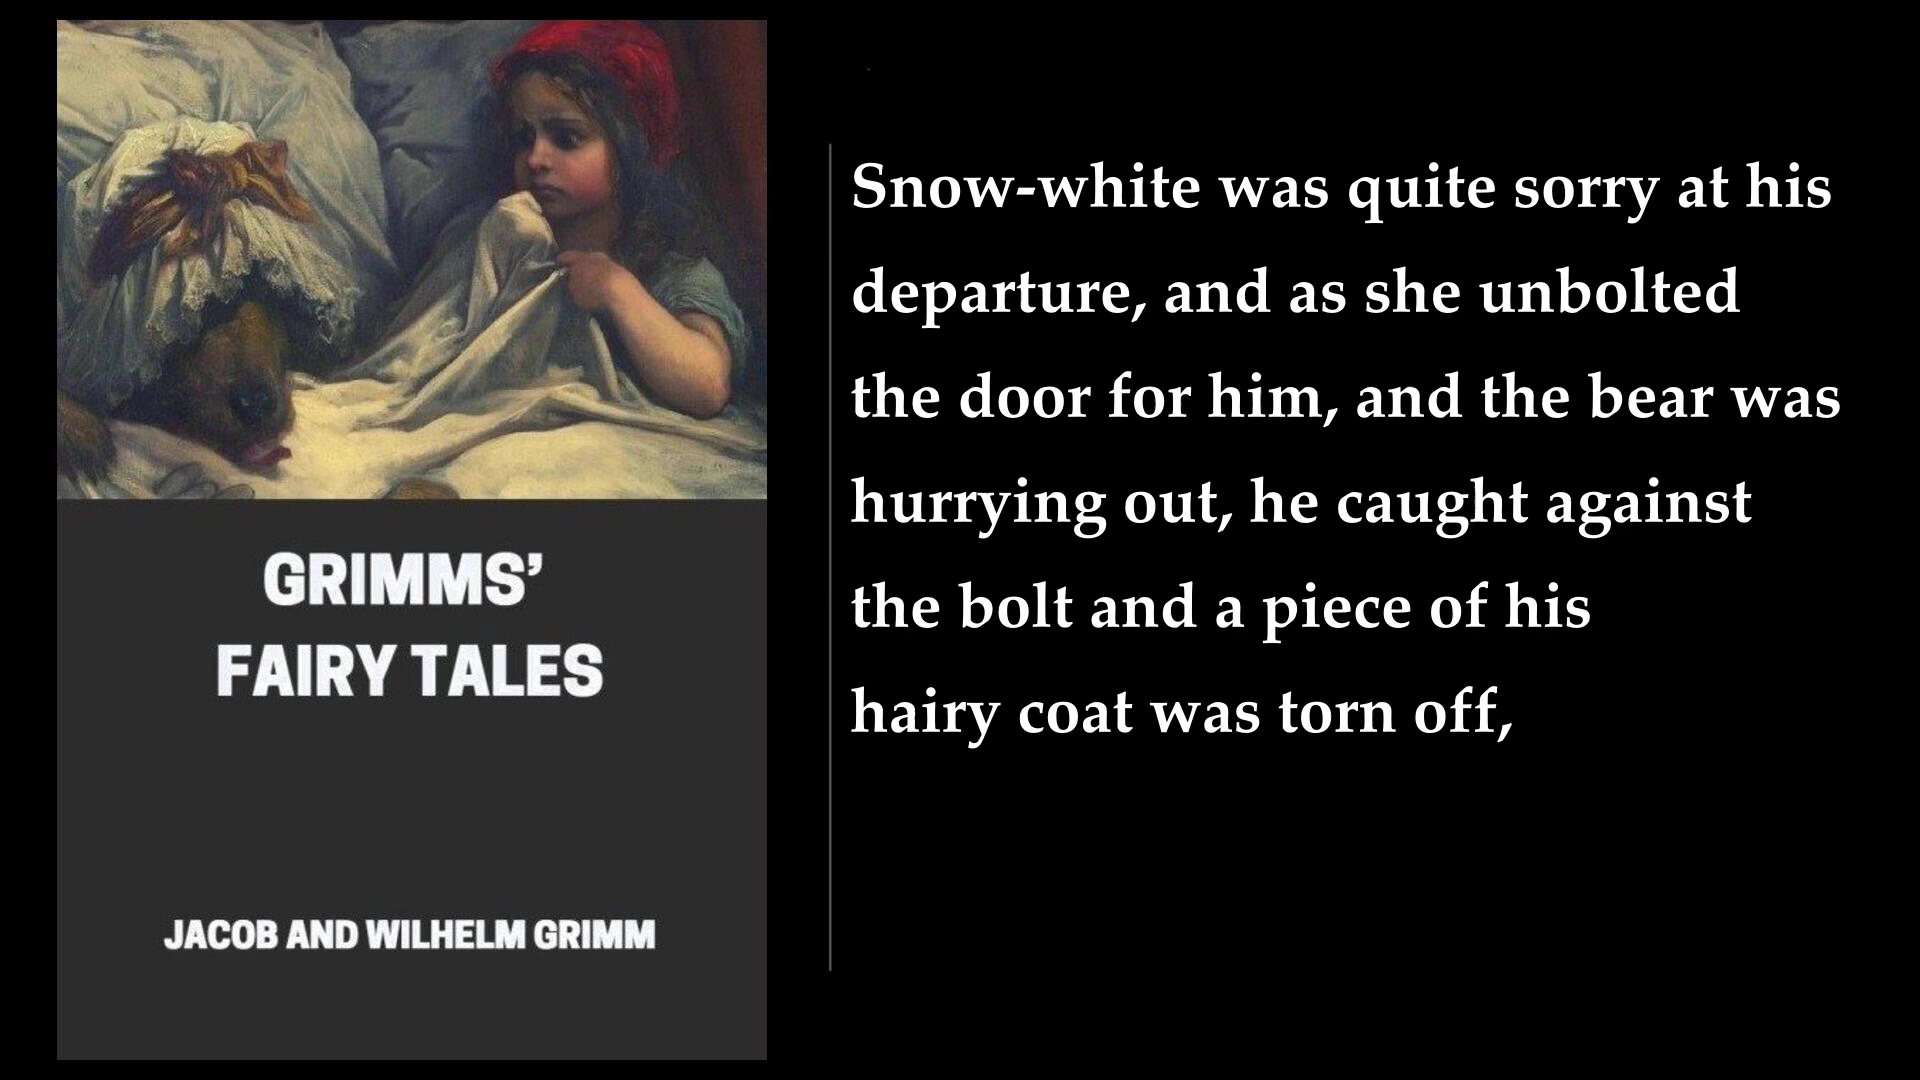 GRIMMS’
FAIRY TALES
JACOB AND WILHELM GRIMM
Snow-white was quite sorry at his
departure, and as she unbolted
the door for him, and the bear was
hurrying out, he caught against
the bolt and a piece of his
hairy coat was torn off,